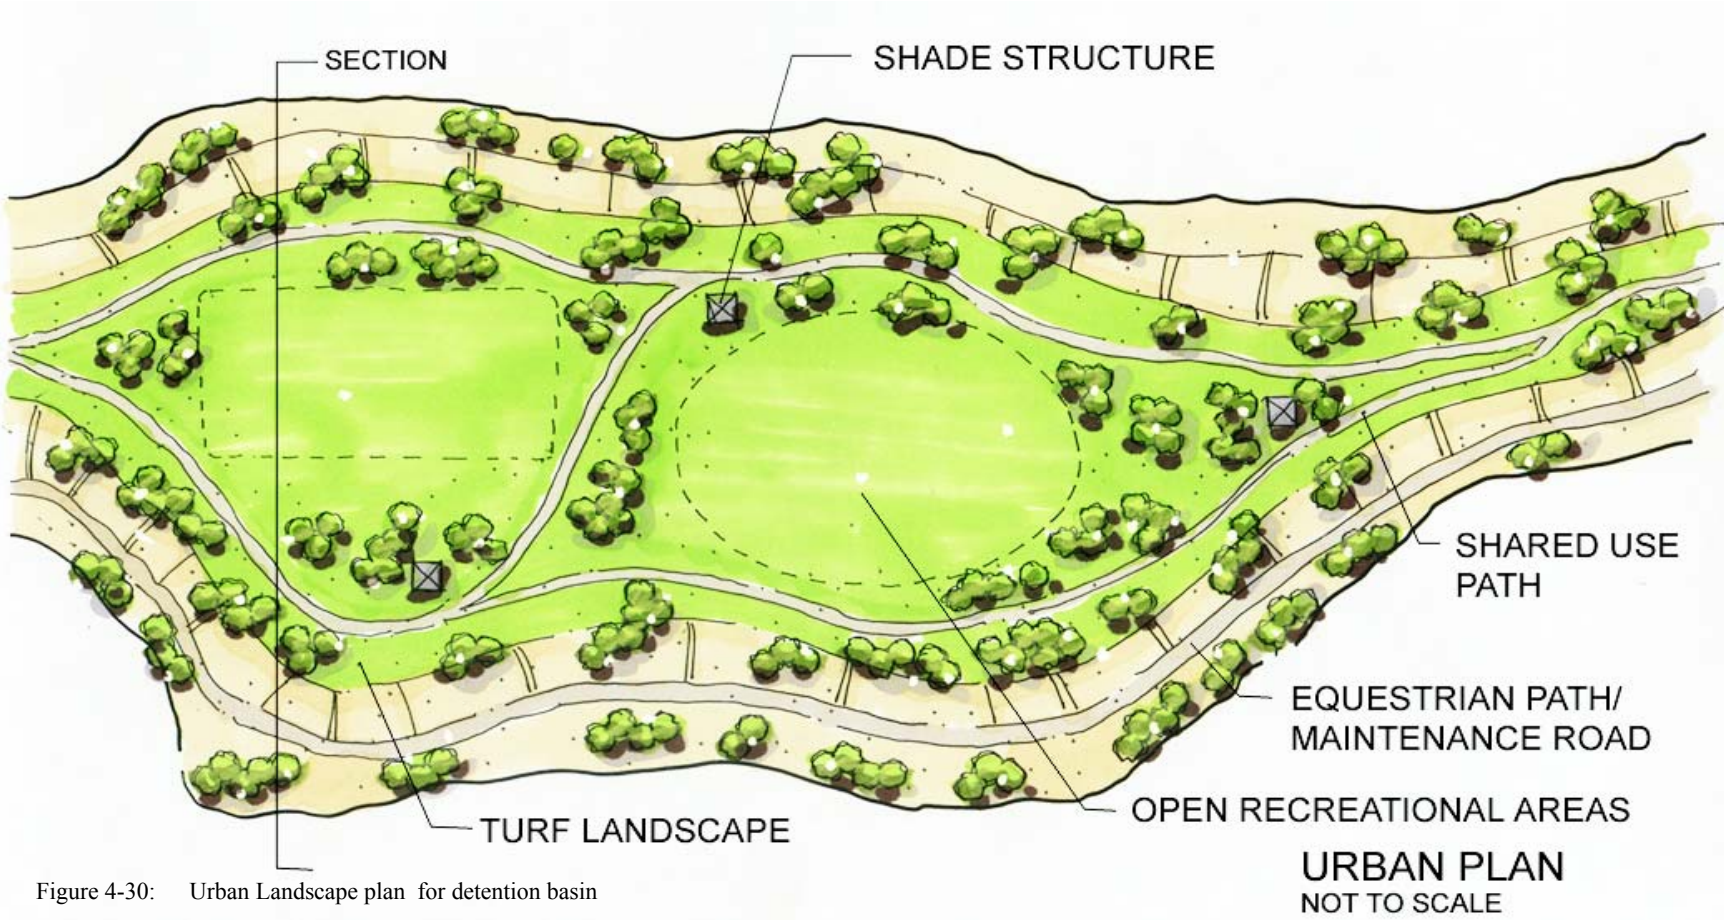 SECTION
SHADE STRUCTURE
SHARED USE
PATH
EQUESTRIAN PATH/
MAINTENANCE ROAD
OPEN RECREATIONAL AREAS
TURF LANDSCAPE
URBAN PLAN
NOT TO SCALE
Figure 4-30: Urban Landscape plan for detention basin